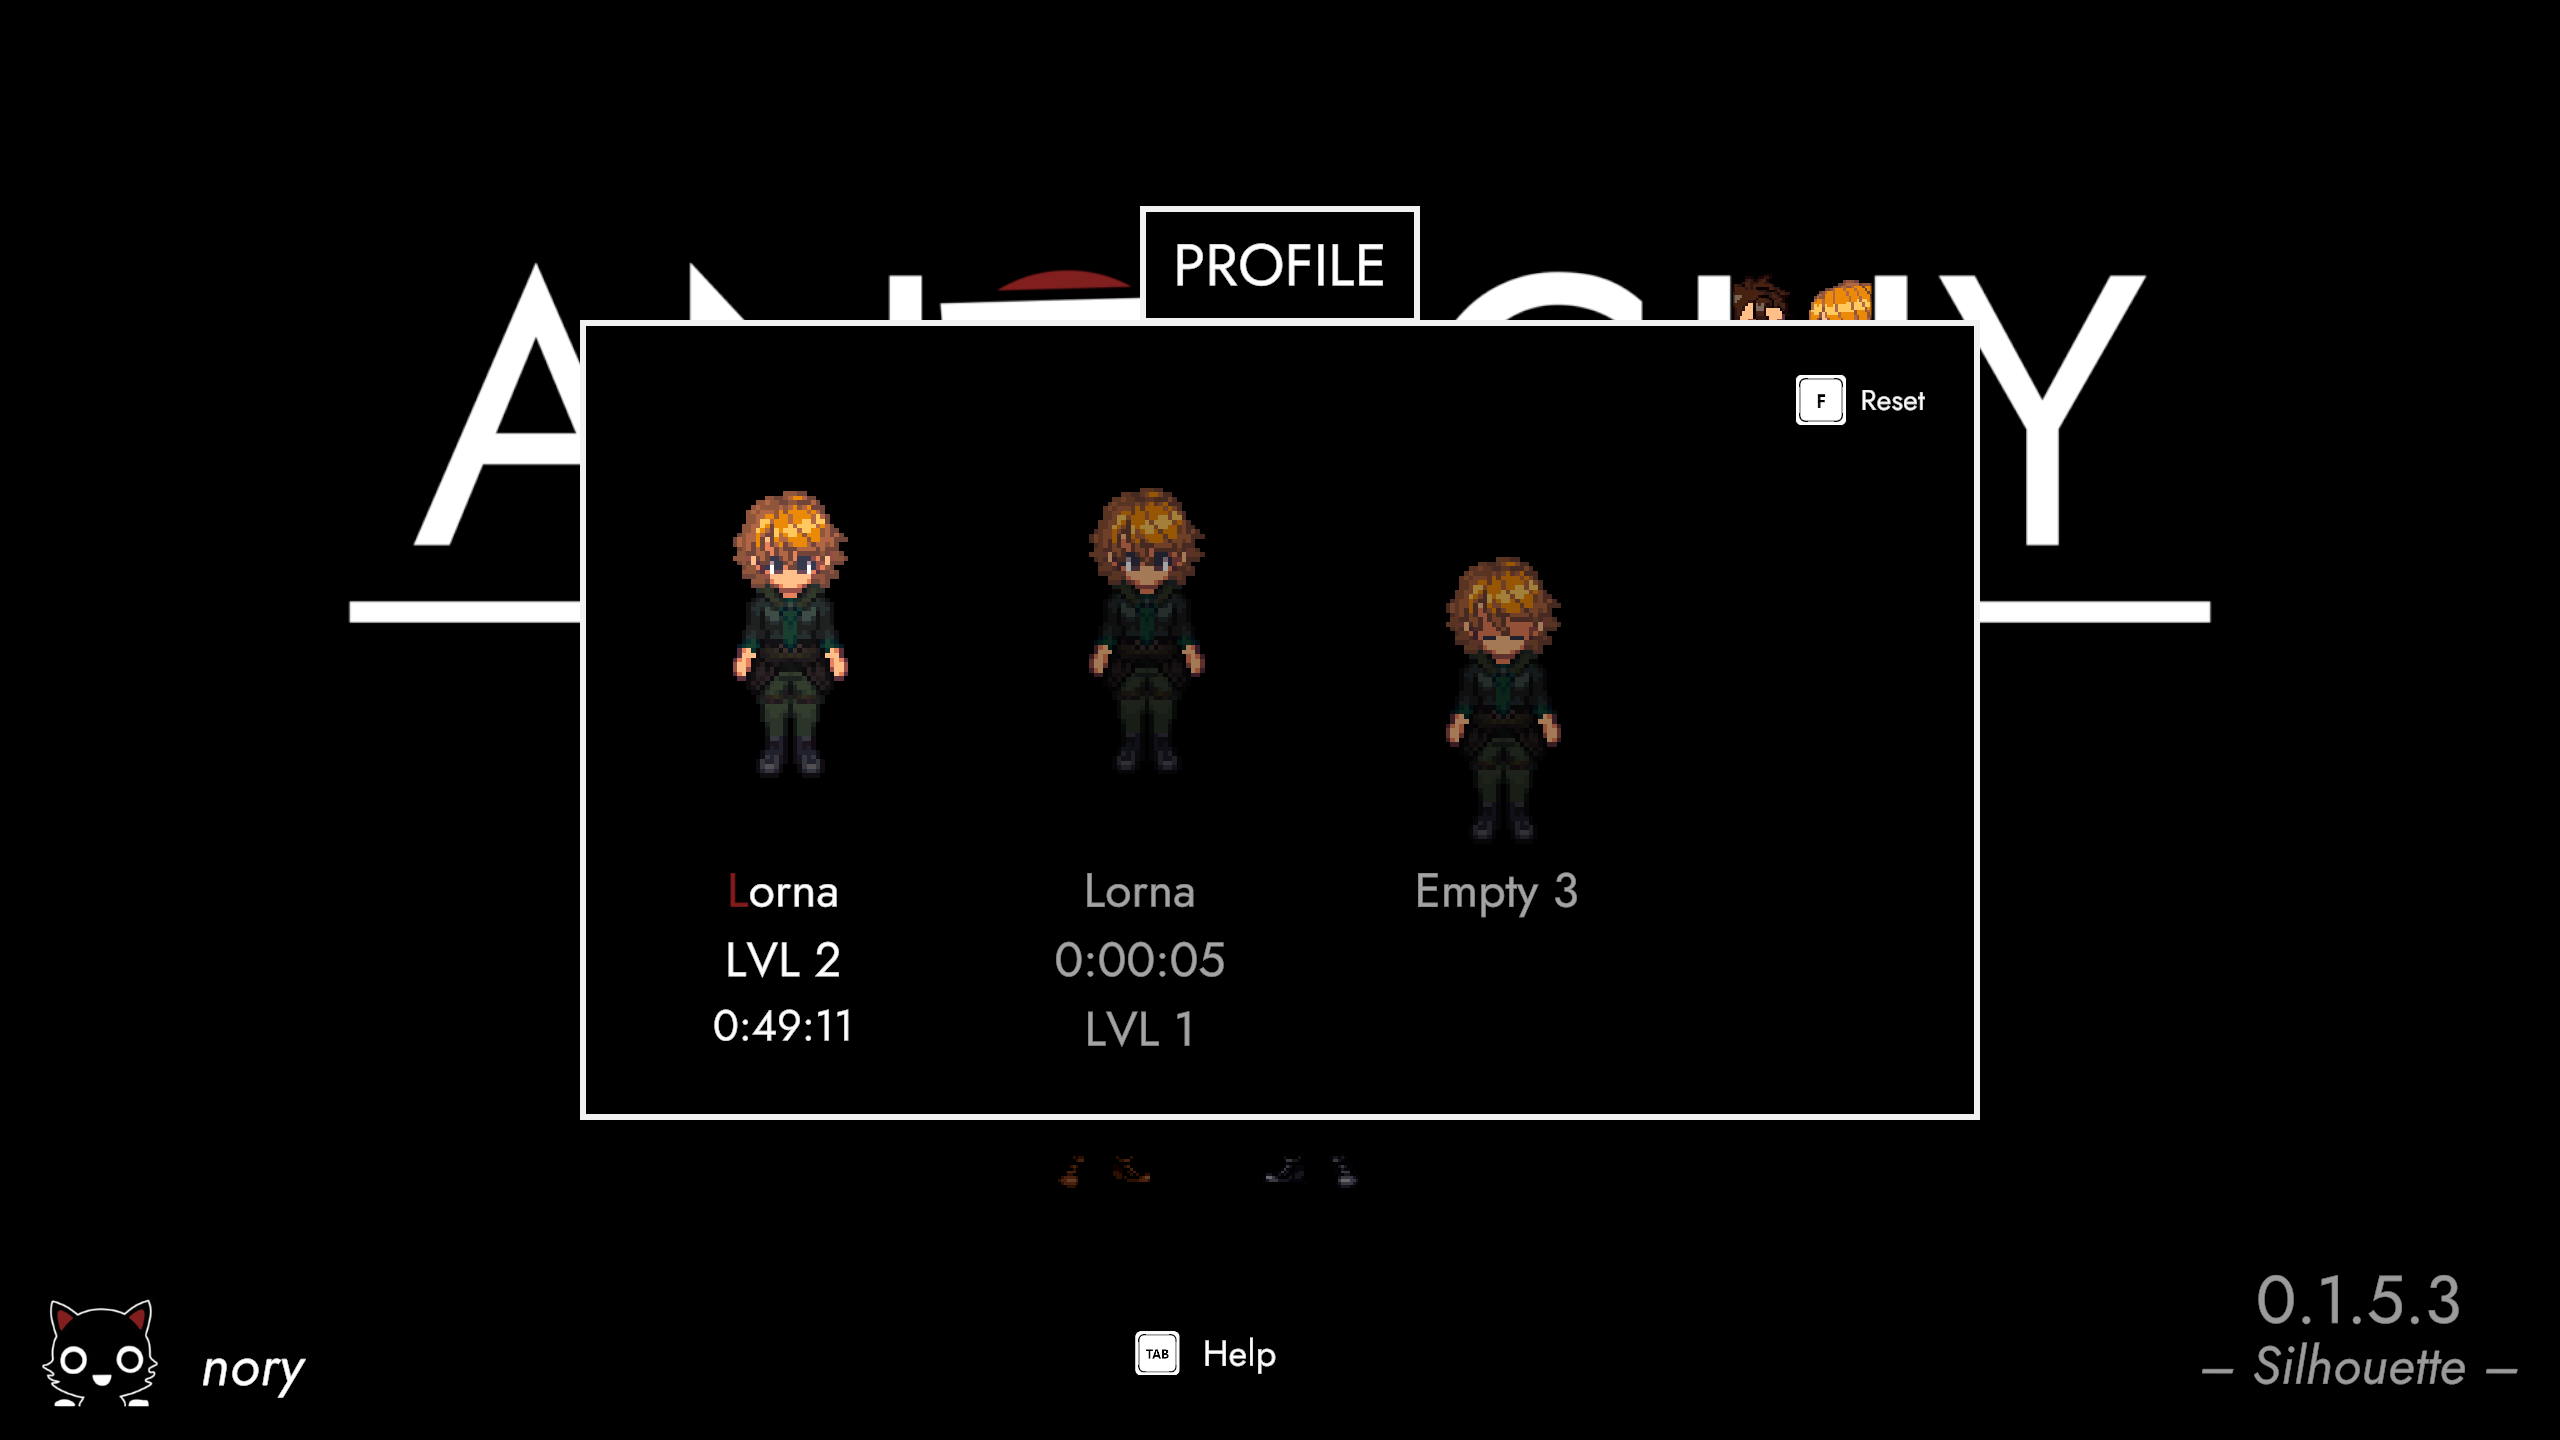 PROFILE
F Reset
Lorna
LVL 2
0:49:11
Lorna
0:00:05
LVL 1
Empty 3
nory
TAB Help
0.1.5.3
– Silhouette –